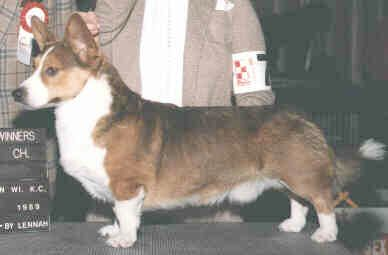 WINNERS
CH.
N WI. K.C.
1989
BY LENNAH